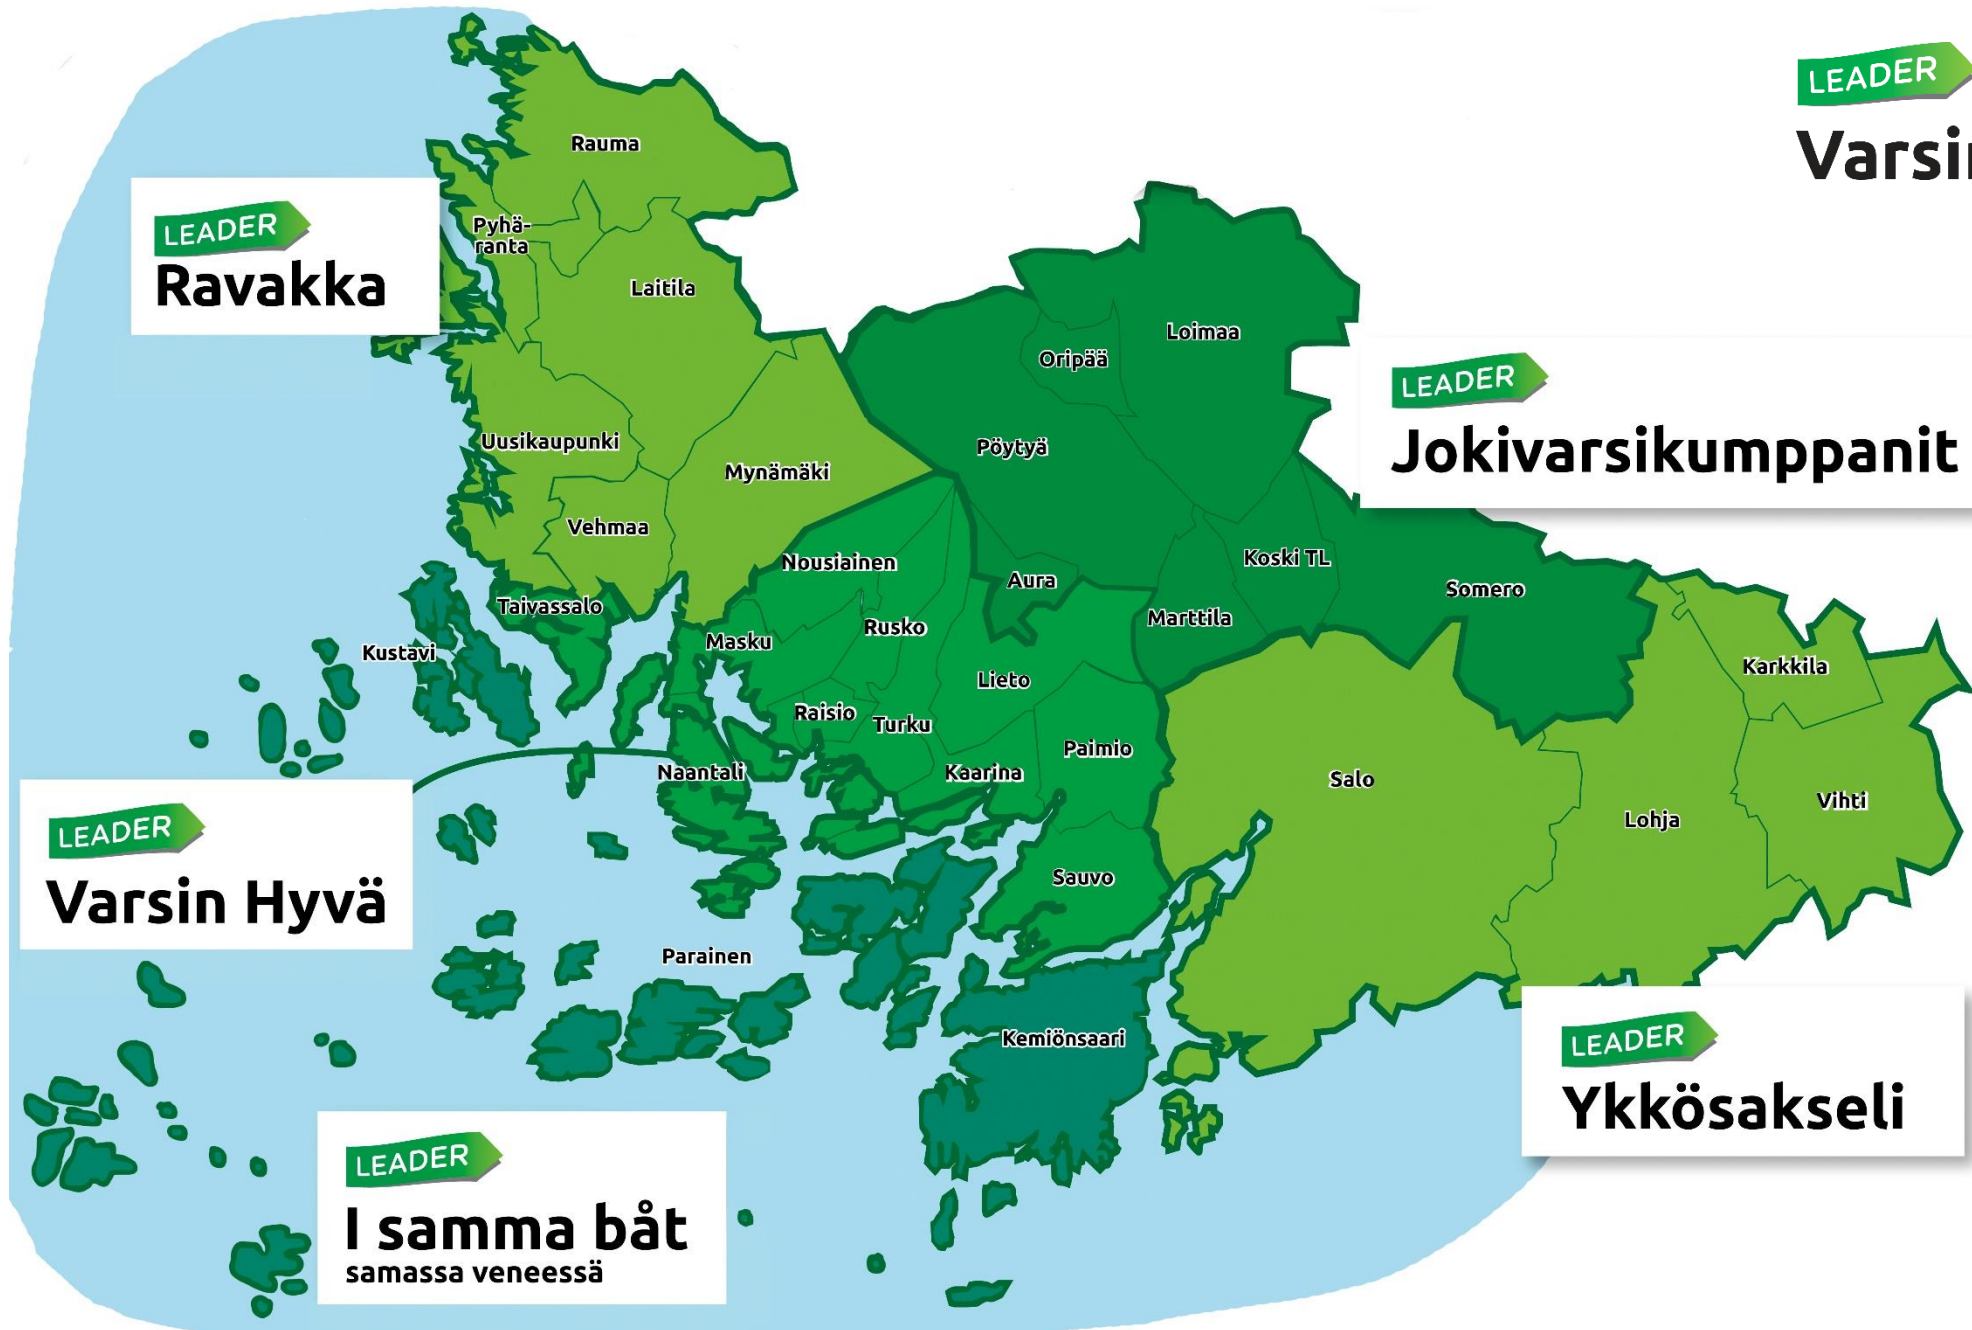 LEADER
Varsin
Rauma
LEADER
Ravakka
Pyhä-
ranta
Laitila
Loimaa
Oripää
LEADER
Jokivarsikumppanit
Uusikaupunki
Pöytyä
Mynämäki
Vehmaa
Nousiainen
Koski TL
Aura
Somero
Taivassalo
Marttila
Rusko
Masku
Kustavi
Karkkila
Lieto
Raisio
Turku
Paimio
Naantali
Kaarina
Salo
Vihti
Lohja
LEADER
Varsin Hyvä
Sauvo
Parainen
Kemiönsaari
LEADER
Ykkösakseli
LEADER
I samma båt
samassa veneessä